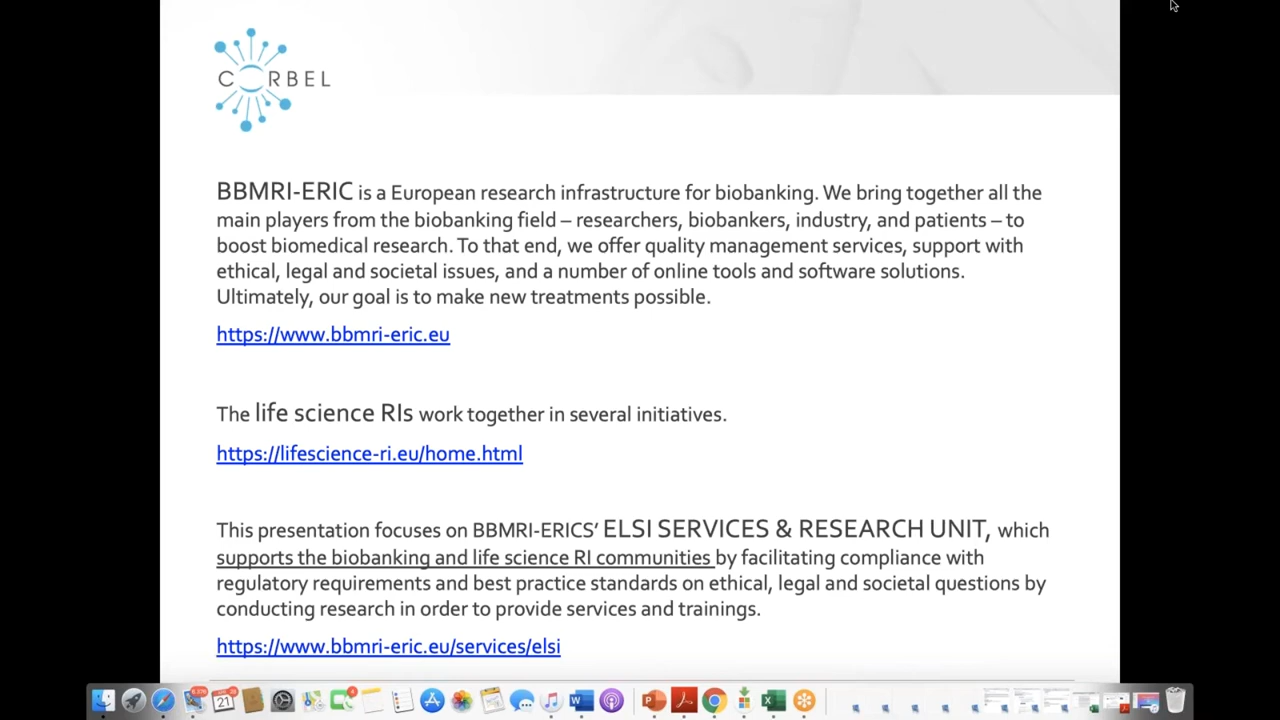 CORBEL
BBMRI-ERIC is a European research infrastructure for biobanking. We bring together all the
main players from the biobanking field – researchers, biobankers, industry, and patients – to
boost biomedical research. To that end, we offer quality management services, support with
ethical, legal and societal issues, and a number of online tools and software solutions.
Ultimately, our goal is to make new treatments possible.
https://www.bbmri-eric.eu
The life science RIs work together in several initiatives.
https://lifescience-ri.eu/home.html
This presentation focuses on BBMRI-ERICS’ ELSI SERVICES & RESEARCH UNIT, which
supports the biobanking and life science RI communities by facilitating compliance with
regulatory requirements and best practice standards on ethical, legal and societal questions by
conducting research in order to provide services and trainings.
https://www.bbmri-eric.eu/services/elsi